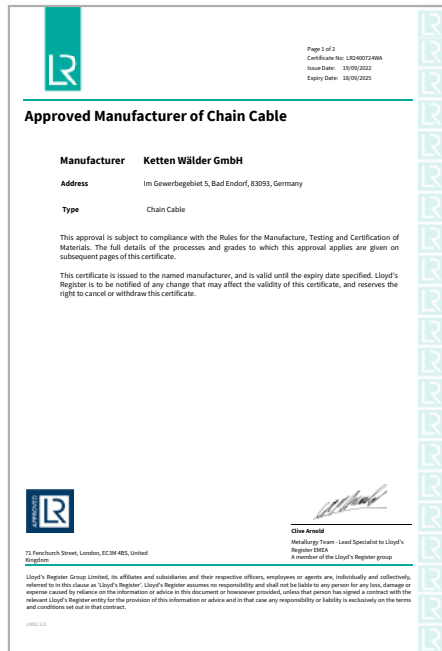 LR
Page 1 of 2
Certificate No: LR2400724WA
Issue Date: 19/09/2022
Expiry Date: 18/09/2025
Approved Manufacturer of Chain Cable
Manufacturer Ketten Wälder GmbH
Address Im Gewerbegebiet 5, Bad Endorf, 83093, Germany
Type Chain Cable
This approval is subject to compliance with the Rules for the Manufacture, Testing and Certification of
Materials. The full details of the processes and grades to which this approval applies are given on
subsequent pages of this certificate.
This certificate is issued to the named manufacturer, and is valid until the expiry date specified. Lloyd's
Register is to be notified of any change that may affect the validity of this certificate, and reserves the
right to cancel or withdraw this certificate.
APPROVED LR
Clive Arnold
Metallurgy Team - Lead Specialist to Lloyd's
Register EMEA
A member of the Lloyd's Register group
71 Fenchurch Street, London, EC3M 4BS, United
Kingdom
Lloyd's Register Group Limited, its affiliates and subsidiaries and their respective officers, employees or agents are, individually and collectively,
referred to in this clause as 'Lloyd's Register'. Lloyd's Register assumes no responsibility and shall not be liable to any person for any loss, damage or
expense caused by reliance on the information or advice in this document or howsoever provided, unless that person has signed a contract with the
relevant Lloyd's Register entity for the provision of this information or advice and in that case any responsibility or liability is exclusively on the terms
and conditions set out in that contract.